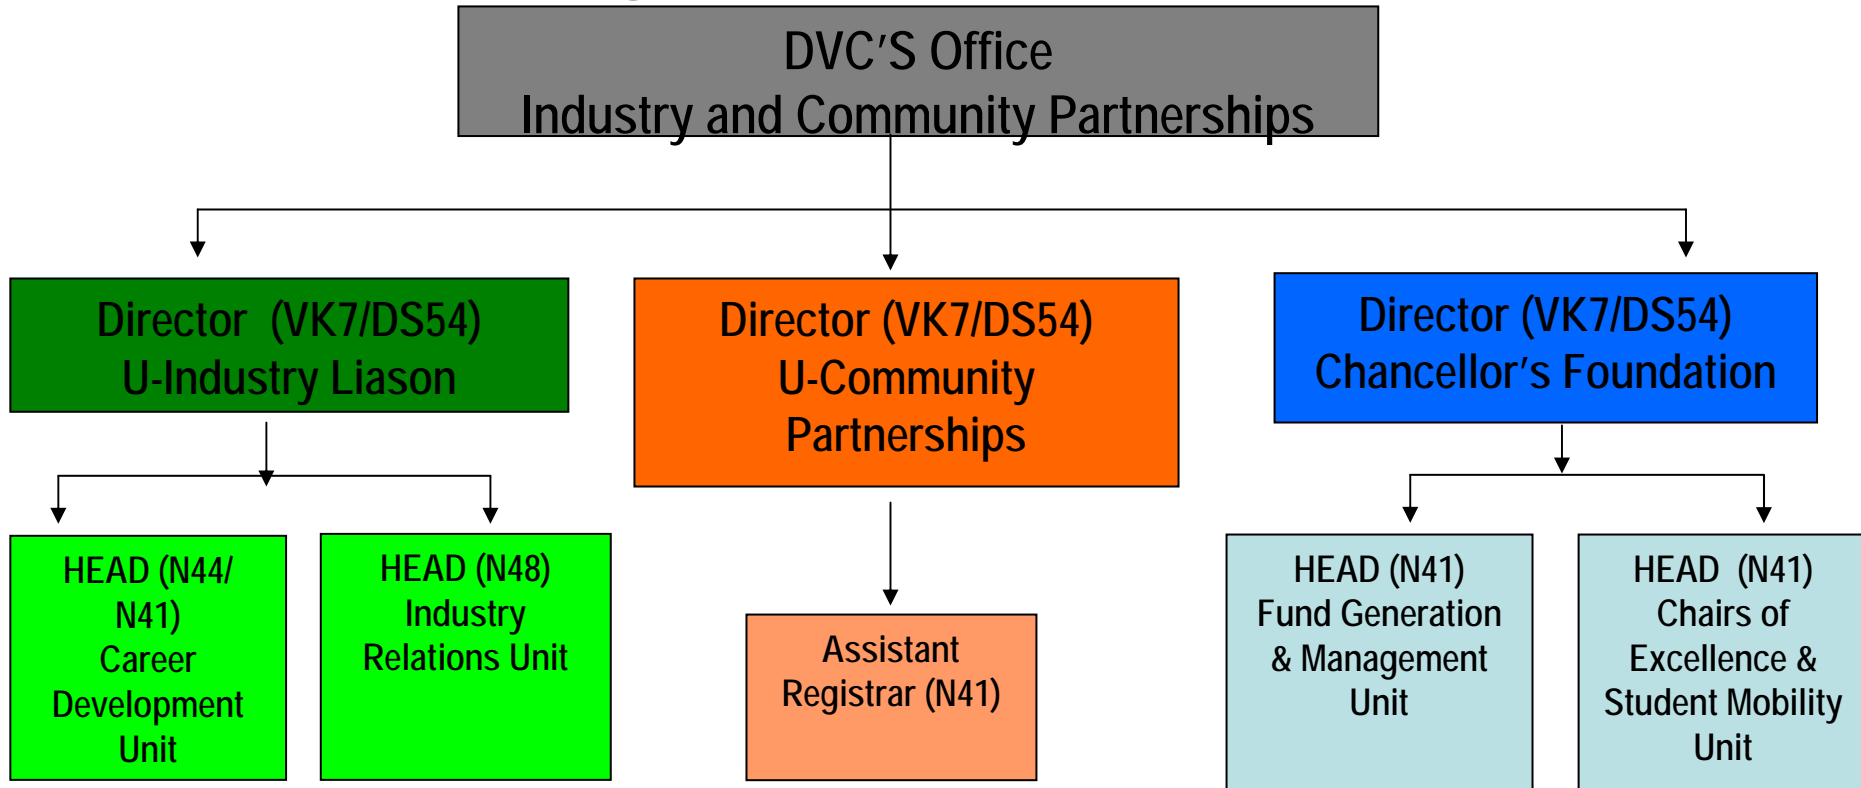 DVC'S Office
Industry and Community Partnerships
Director (VK7/DS54)
U-Industry Liason
Director (VK7/DS54)
U-Community
Partnerships
Director (VK7/DS54)
Chancellor's Foundation
HEAD (N44/
N41)
Career
Development
Unit
HEAD (N48)
Industry
Relations Unit
Assistant
Registrar (N41)
HEAD (N41)
Fund Generation
& Management
Unit
HEAD (N41)
Chairs of
Excellence &
Student Mobility
Unit